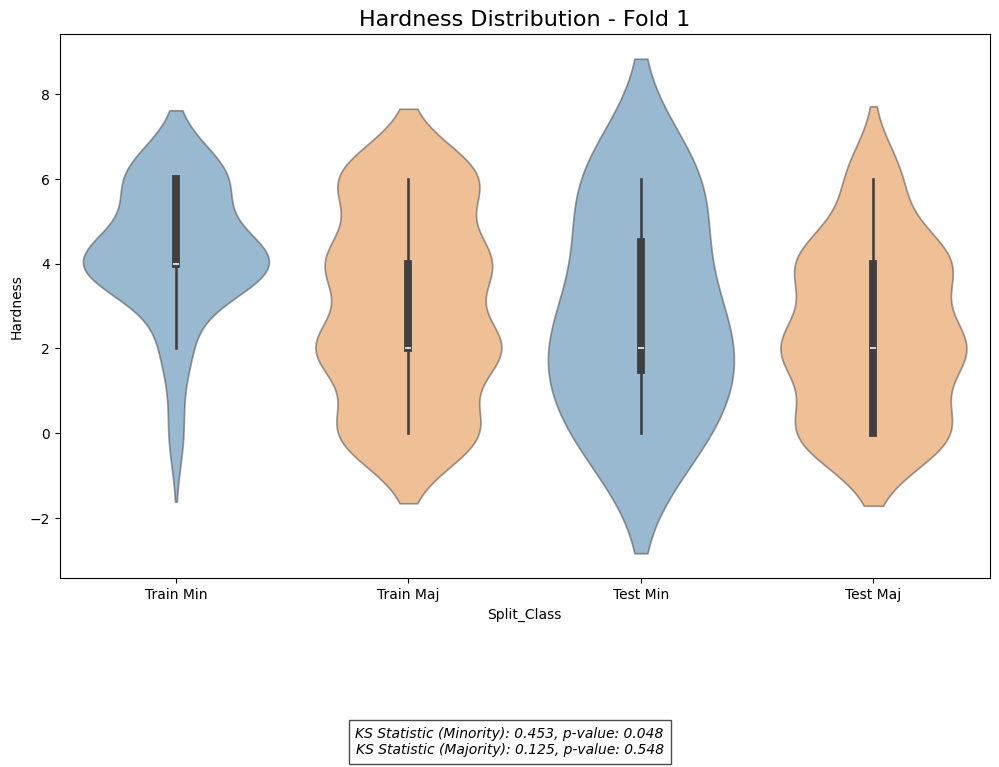 Hardness Distribution - Fold 1
8
6
4
2
0
−2
Hardness
Train Min
Train Maj
Test Min
Test Maj
Split_Class
KS Statistic (Minority): 0.453, p-value: 0.048
KS Statistic (Majority): 0.125, p-value: 0.548